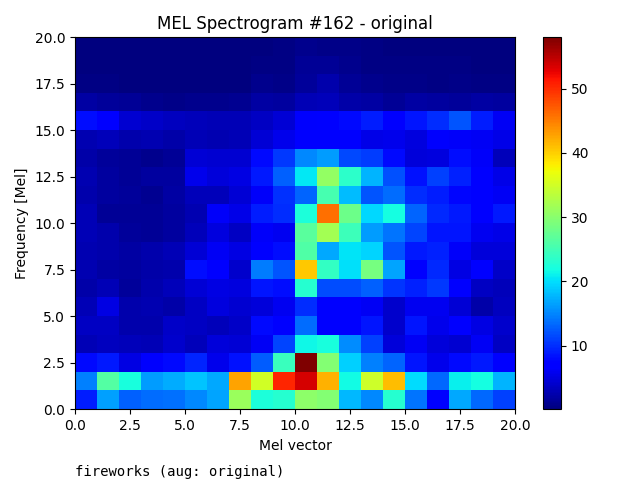 MEL Spectrogram #162 - original
20.0
17.5
15.0
12.5
10.0
7.5
5.0
2.5
0.0
Frequency [Mel]
0.0 2.5 5.0 7.5 10.0 12.5 15.0 17.5 20.0
Mel vector
50
40
30
20
10
fireworks (aug: original)